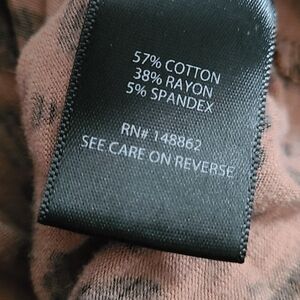 57% COTTON
38% RAYON
5% SPANDEX
RN# 148862
SEE CARE ON REVERSE